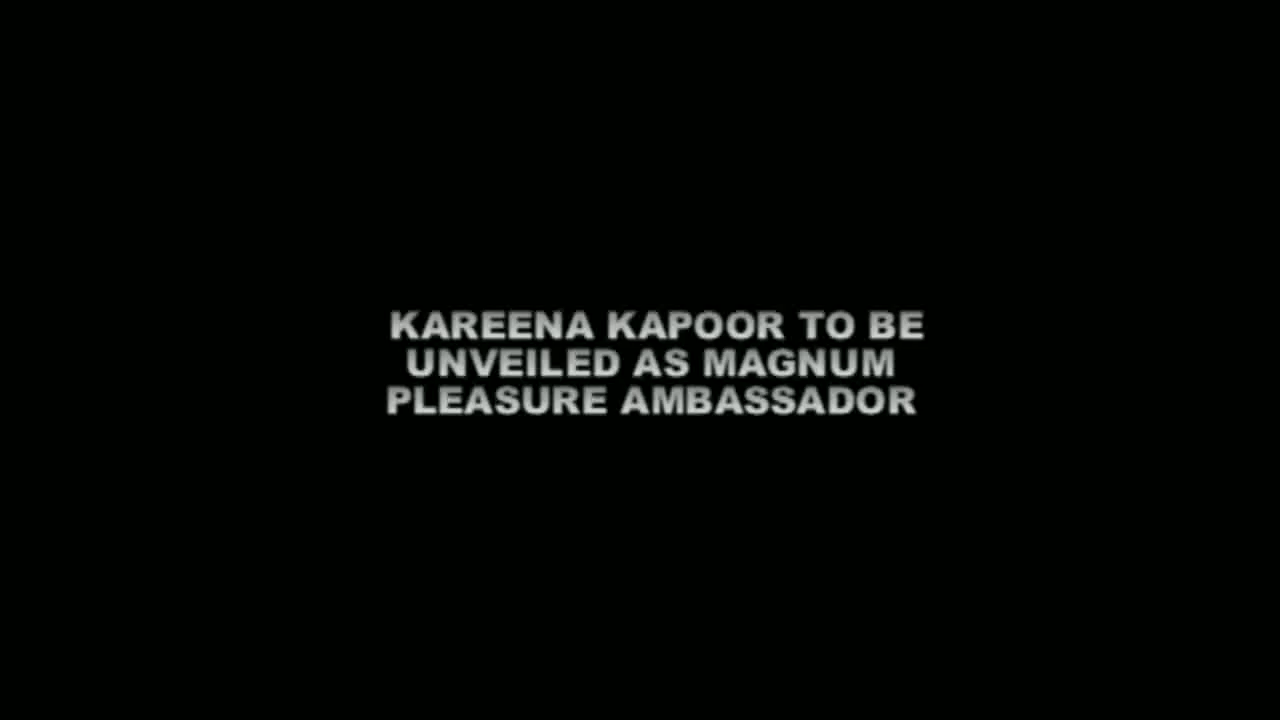 KAREENA KAPOOR TO BE
UNVEILED AS MAGNUM
PLEASURE AMBASSADOR